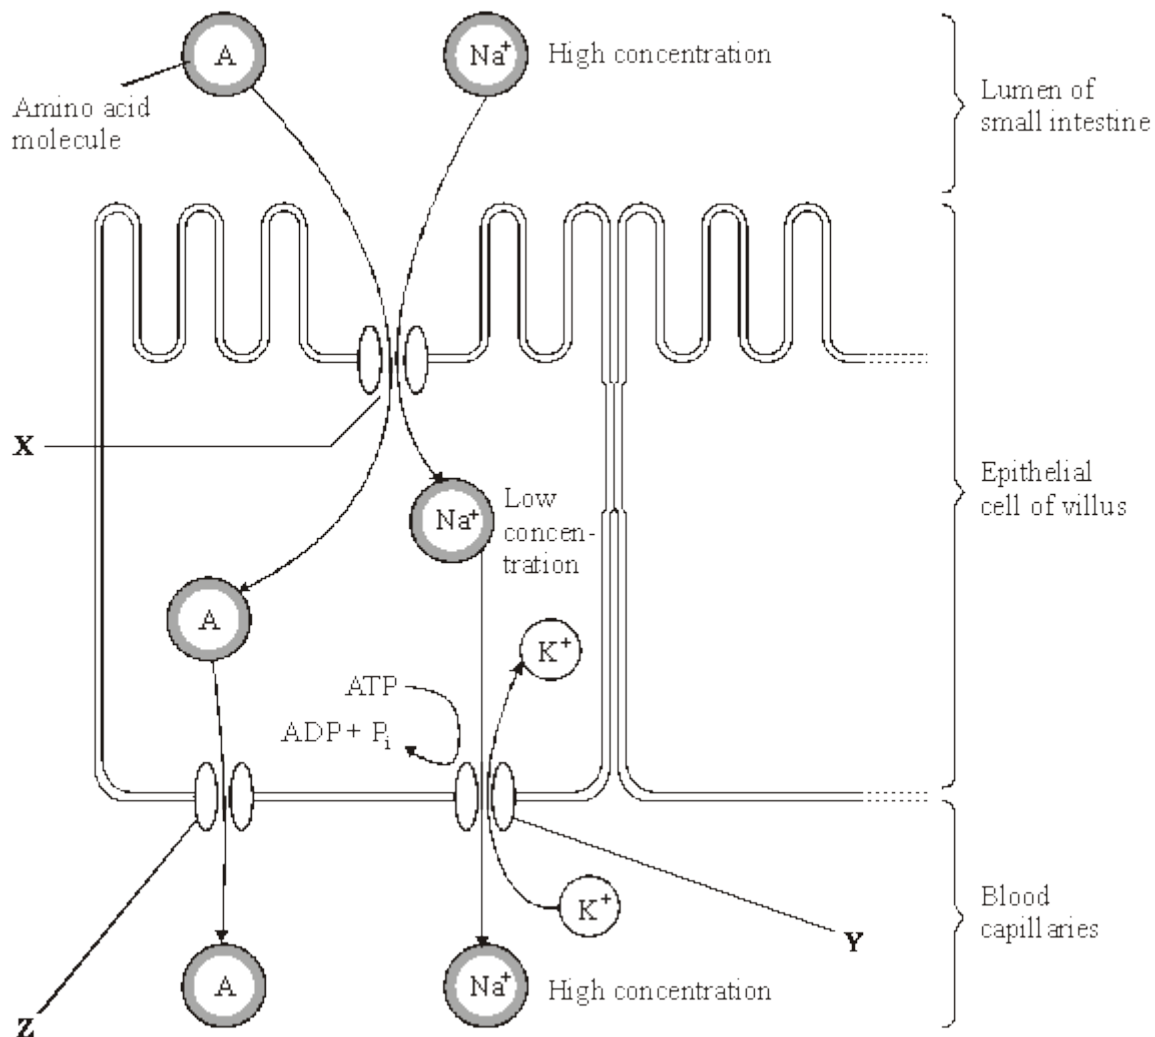 A
Na+
High concentration
Amino acid
molecule
Lumen of
small intestine
X
Na+
Low
concen-
tration
Epithelial
cell of villus
A
K+
ATP
ADP + Pi
K+
Blood
capillaries
Y
A
Na+
High concentration
Z